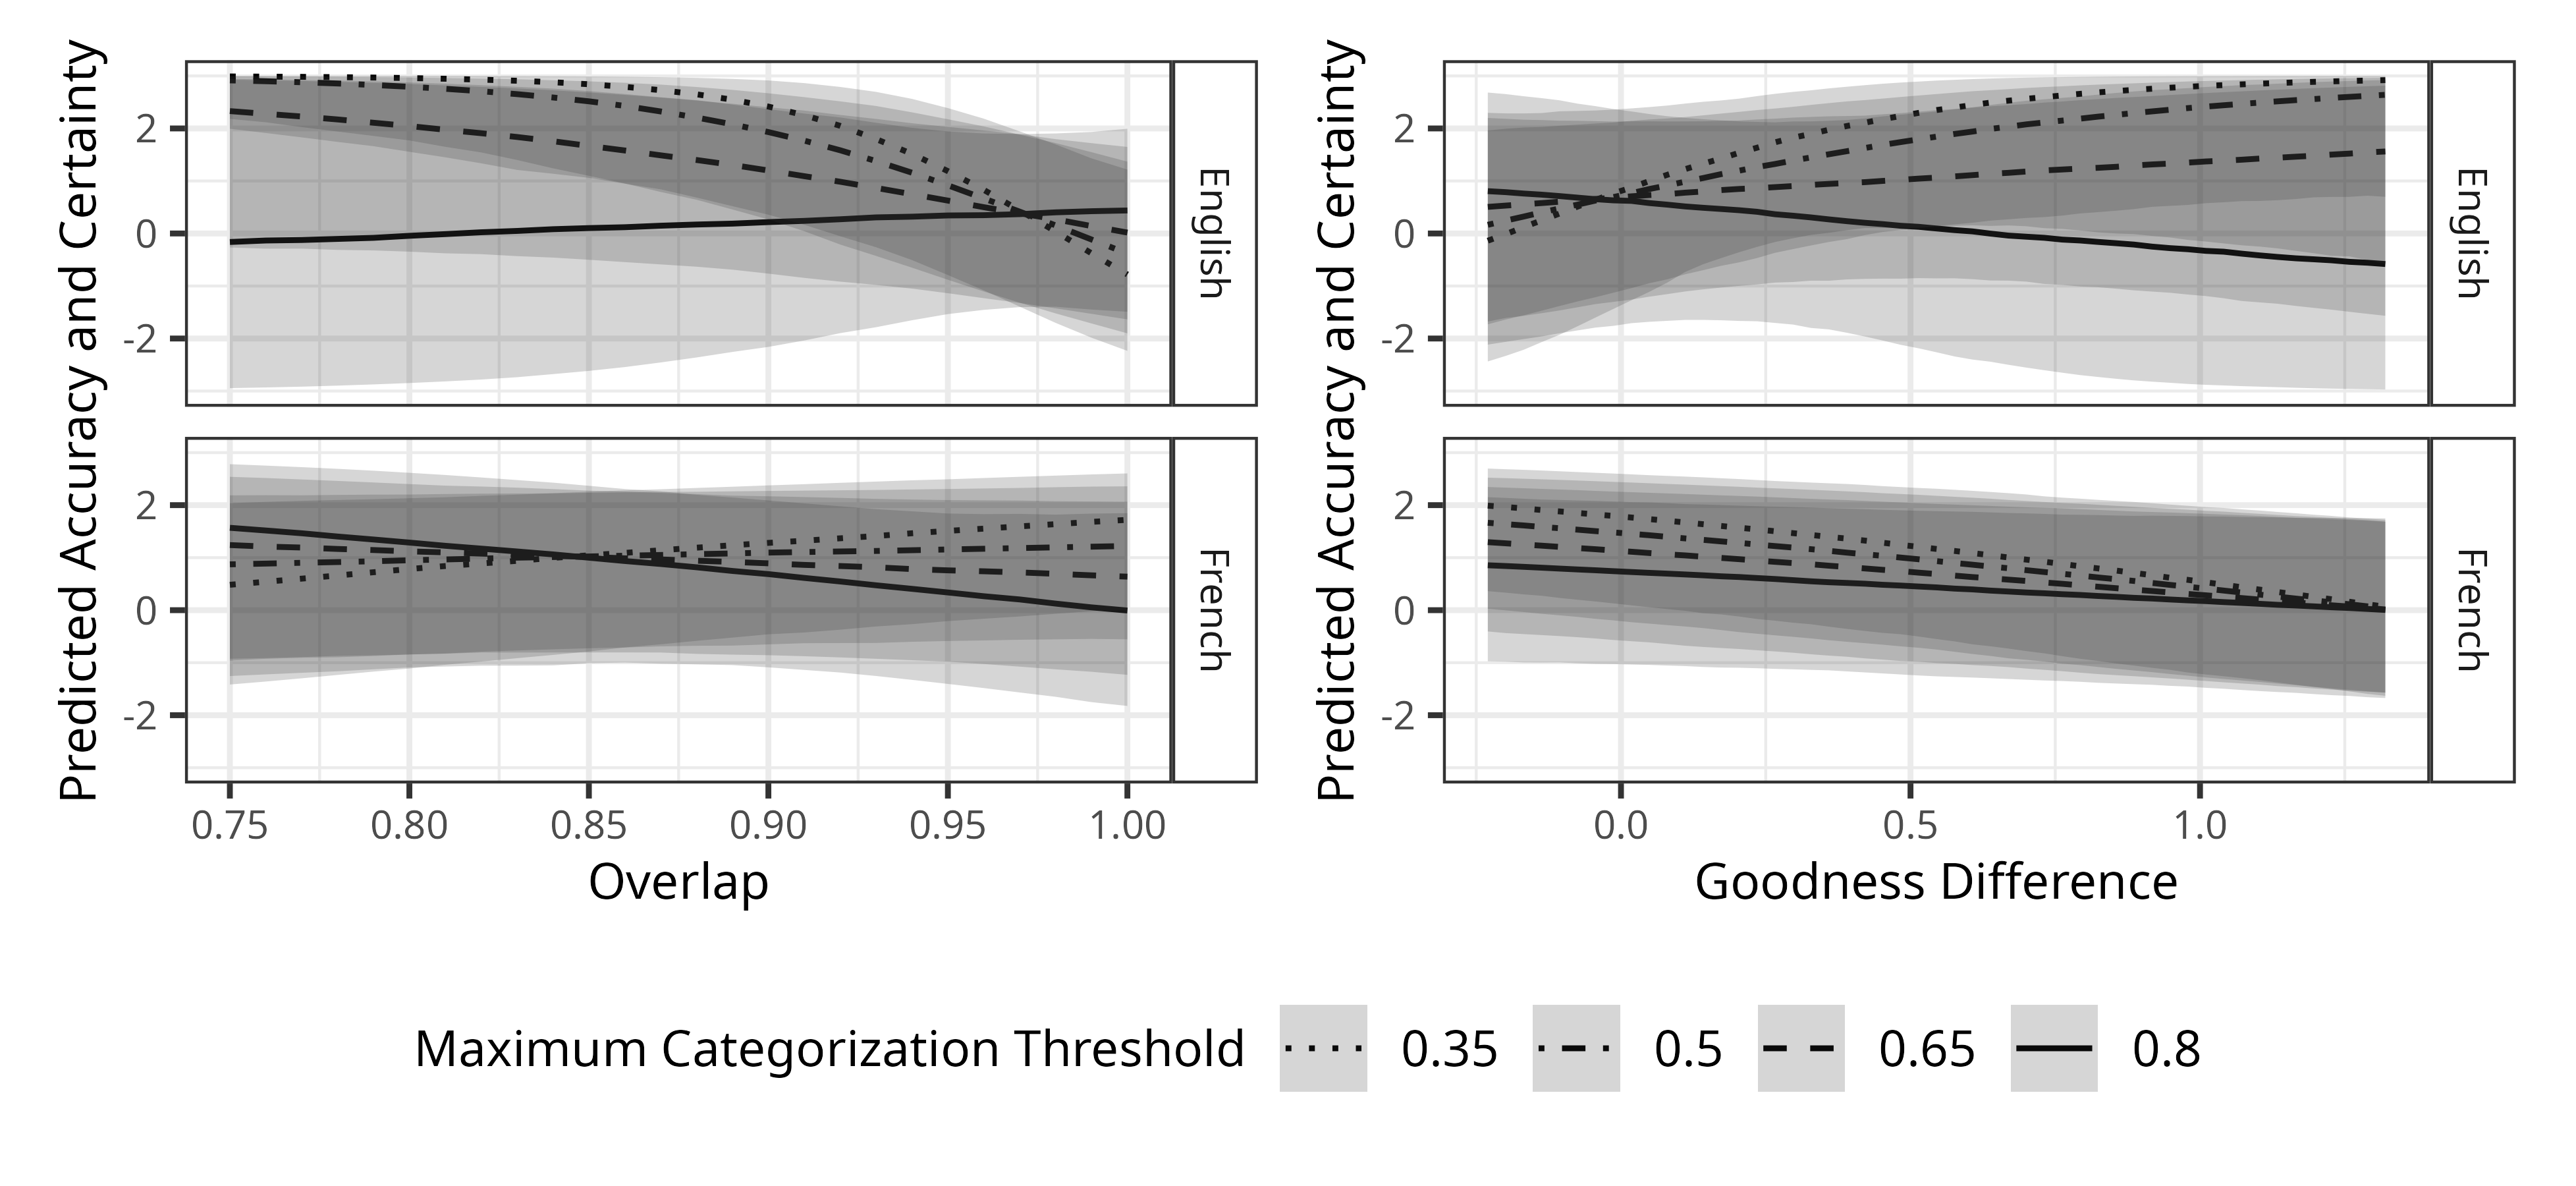 Predicted Accuracy and Certainty
2
0
-2
English
2
0
-2
French
0.75 0.80 0.85 0.90 0.95 1.00
Overlap
Predicted Accuracy and Certainty
2
0
-2
English
2
0
-2
French
0.0 0.5 1.0
Goodness Difference
Maximum Categorization Threshold 0.35 0.5 0.65 0.8